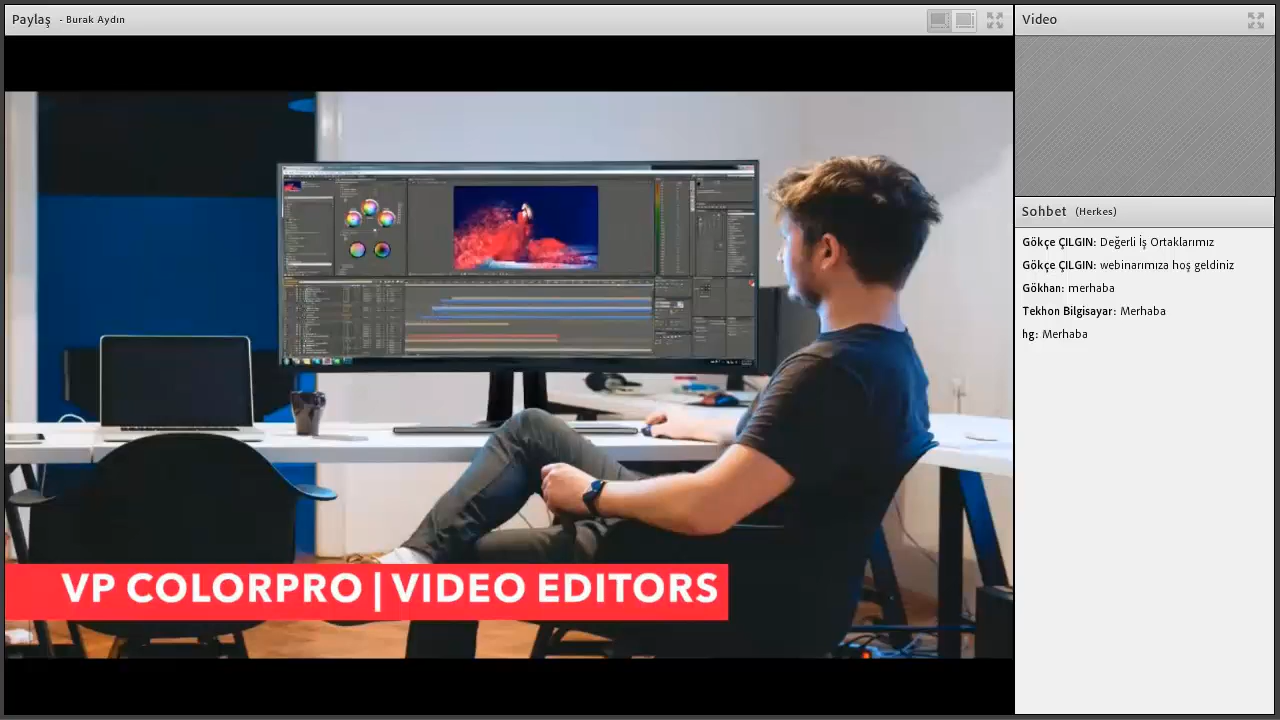 Paylaş - Burak Aydın
Video
Sohbet (Herkes)
Gökçe ÇILGIN: Değerli İş Ortaklarımız
Gökçe ÇILGIN: webinarımıza hoş geldiniz
Gökhan: merhaba
Tekhon Bilgisayar: Merhaba
hg: Merhaba
VP COLORPRO | VIDEO EDITORS